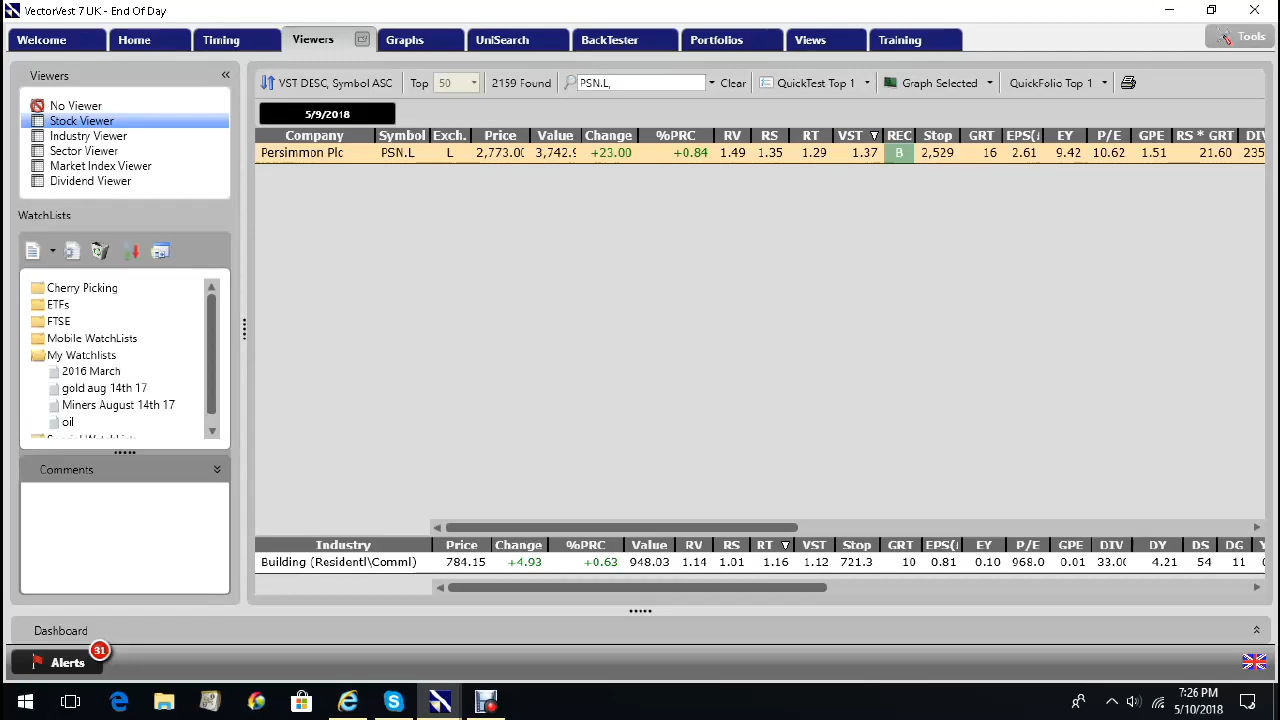 VectorVest 7 UK - End Of Day
Welcome Home Timing Viewers Graphs UniSearch BackTester Portfolios Views Training Tools
Viewers «
No Viewer
Stock Viewer
Industry Viewer
Sector Viewer
Market Index Viewer
Dividend Viewer
WatchLists
Cherry Picking
ETFs
FTSE
Mobile WatchLists
My Watchlists
2016 March
gold aug 14th 17
Miners August 14th 17
oil
Comments
VST DESC, Symbol ASC Top 50 2159 Found PSN.L, Clear QuickTest Top 1 Graph Selected QuickFolio Top 1
5/9/2018
Company Symbol Exch. Price Value Change %PRC RV RS RT VST REC Stop GRT EPS( EY P/E GPE RS * GRT DIV
Persimmon Plc PSN.L L 2,773.00 3,742.9 +23.00 +0.84 1.49 1.35 1.29 1.37 B 2,529 16 2.61 9.42 10.62 1.51 21.60 235
Industry Price Change %PRC Value RV RS RT VST Stop GRT EPS( EY P/E GPE DIV DY DS DG Y
Building (Residentl\Comml) 784.15 +4.93 +0.63 948.03 1.14 1.01 1.16 1.12 721.3 10 0.81 0.10 968.0 0.01 33.00 4.21 54 11
Dashboard
Alerts 31
7:26 PM
5/10/2018